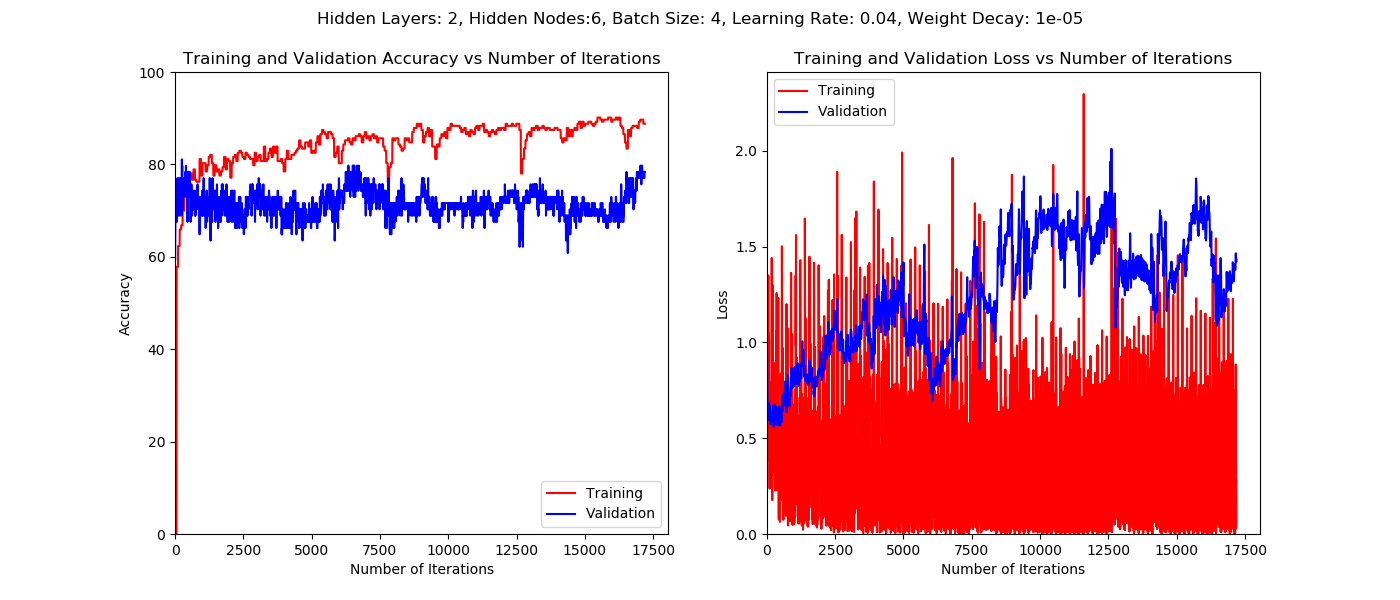 Hidden Layers: 2, Hidden Nodes:6, Batch Size: 4, Learning Rate: 0.04, Weight Decay: 1e-05
Training and Validation Accuracy vs Number of Iterations
100
80
60
40
20
0
Accuracy
0 2500 5000 7500 10000 12500 15000 17500
Number of Iterations
Training
Validation
Training and Validation Loss vs Number of Iterations
Training
Validation
2.0
1.5
1.0
0.5
0.0
Loss
0 2500 5000 7500 10000 12500 15000 17500
Number of Iterations